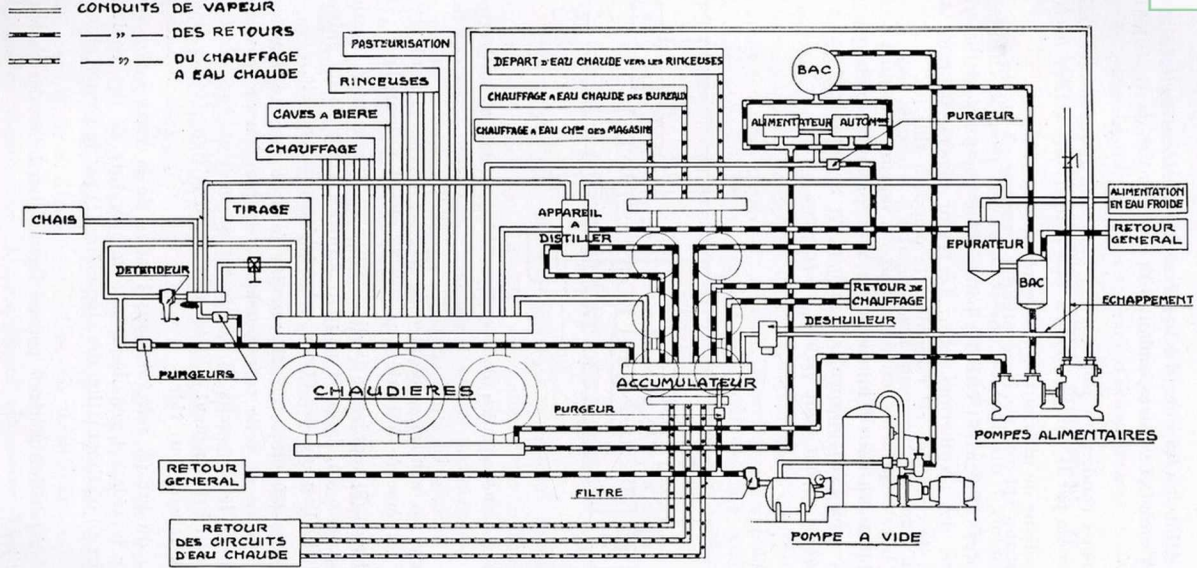 CONDUITS DE VAPEUR
— „ — DES RETOURS
— „ — DU CHAUFFAGE
A EAU CHAUDE
PASTEURISATION
RINCEUSES
CAVES A BIERE
CHAUFFAGE
TIRAGE
CHAIS
DETENDEUR
PURGEURS
DEPART D'EAU CHAUDE VERS LES RINCEUSES
CHAUFFAGE A EAU CHAUDE DES BUREAUX
CHAUFFAGE A EAU CHDE DES MAGASINS
BAC
ALIMENTATEUR AUTOMQUE
PURGEUR
APPAREIL
A
DISTILLER
ALIMENTATION
EN EAU FROIDE
RETOUR
GENERAL
EPURATEUR
BAC
RETOUR DE
CHAUFFAGE
ECHAPPEMENT
DESHUILEUR
CHAUDIERES
ACCUMULATEUR
PURGEUR
POMPES ALIMENTAIRES
RETOUR
GENERAL
FILTRE
RETOUR
DES CIRCUITS
D'EAU CHAUDE
POMPE A VIDE